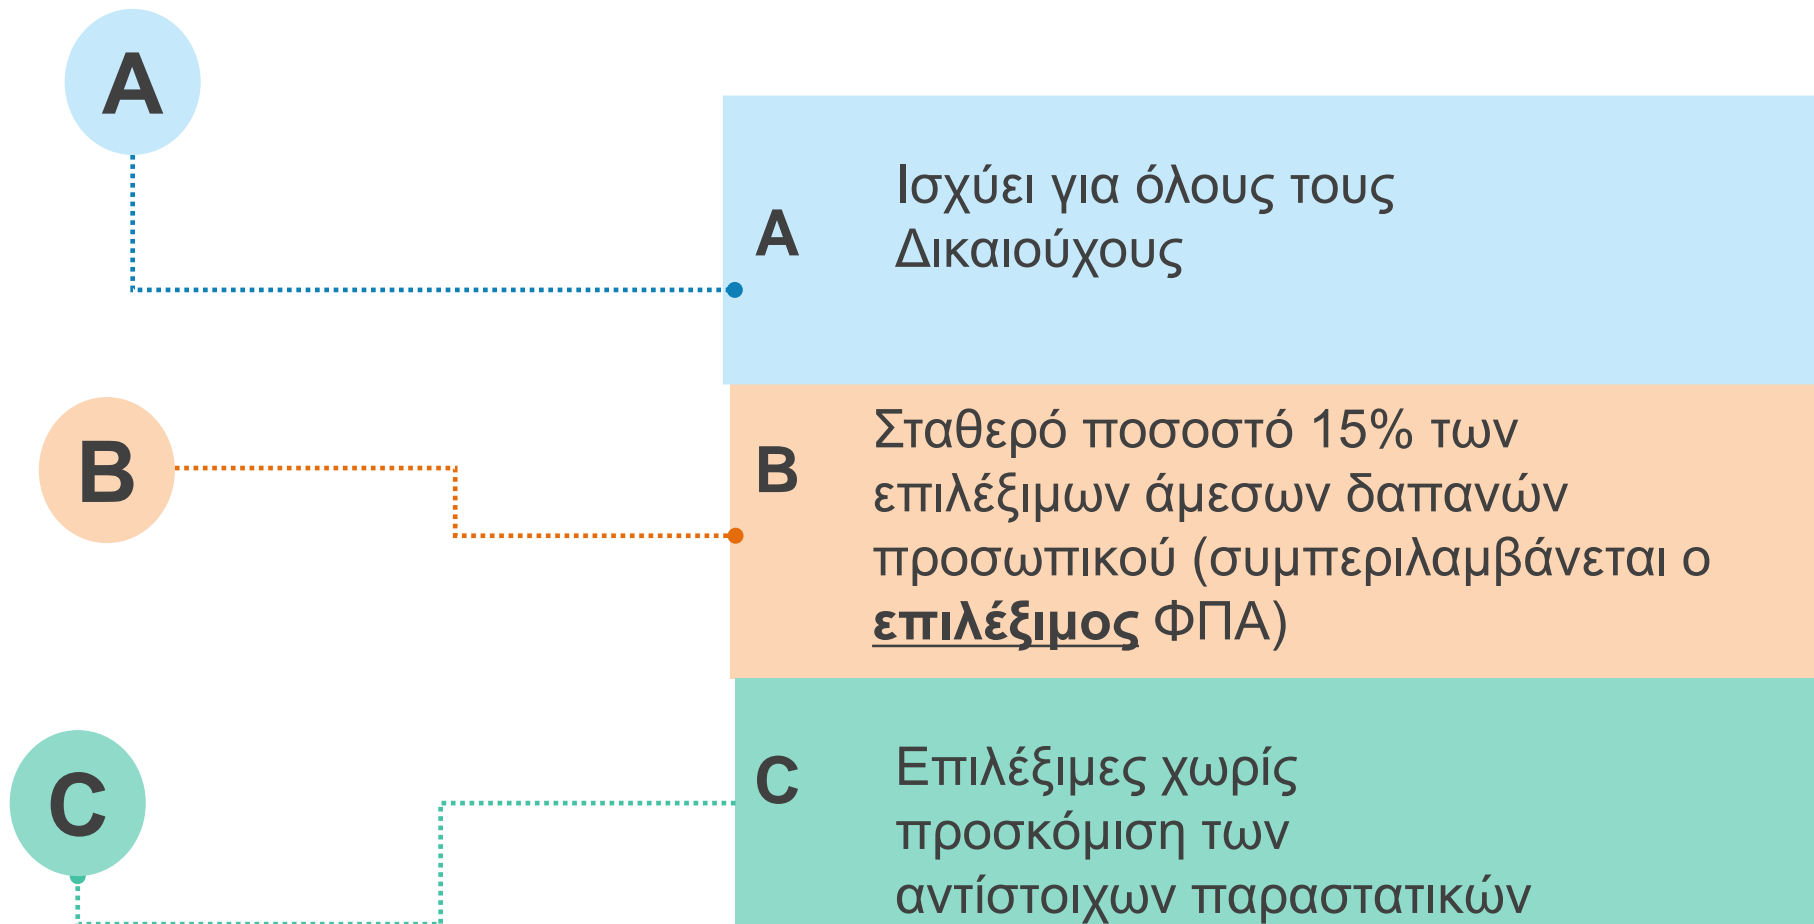 A
A
Ισχύει για όλους τους
Δικαιούχους
B
B
Σταθερό ποσοστό 15% των
επιλέξιμων άμεσων δαπανών
προσωπικού (συμπεριλαμβάνεται ο
επιλέξιμος ΦΠΑ)
C
C
Επιλέξιμες χωρίς
προσκόμιση των
αντίστοιχων παραστατικών